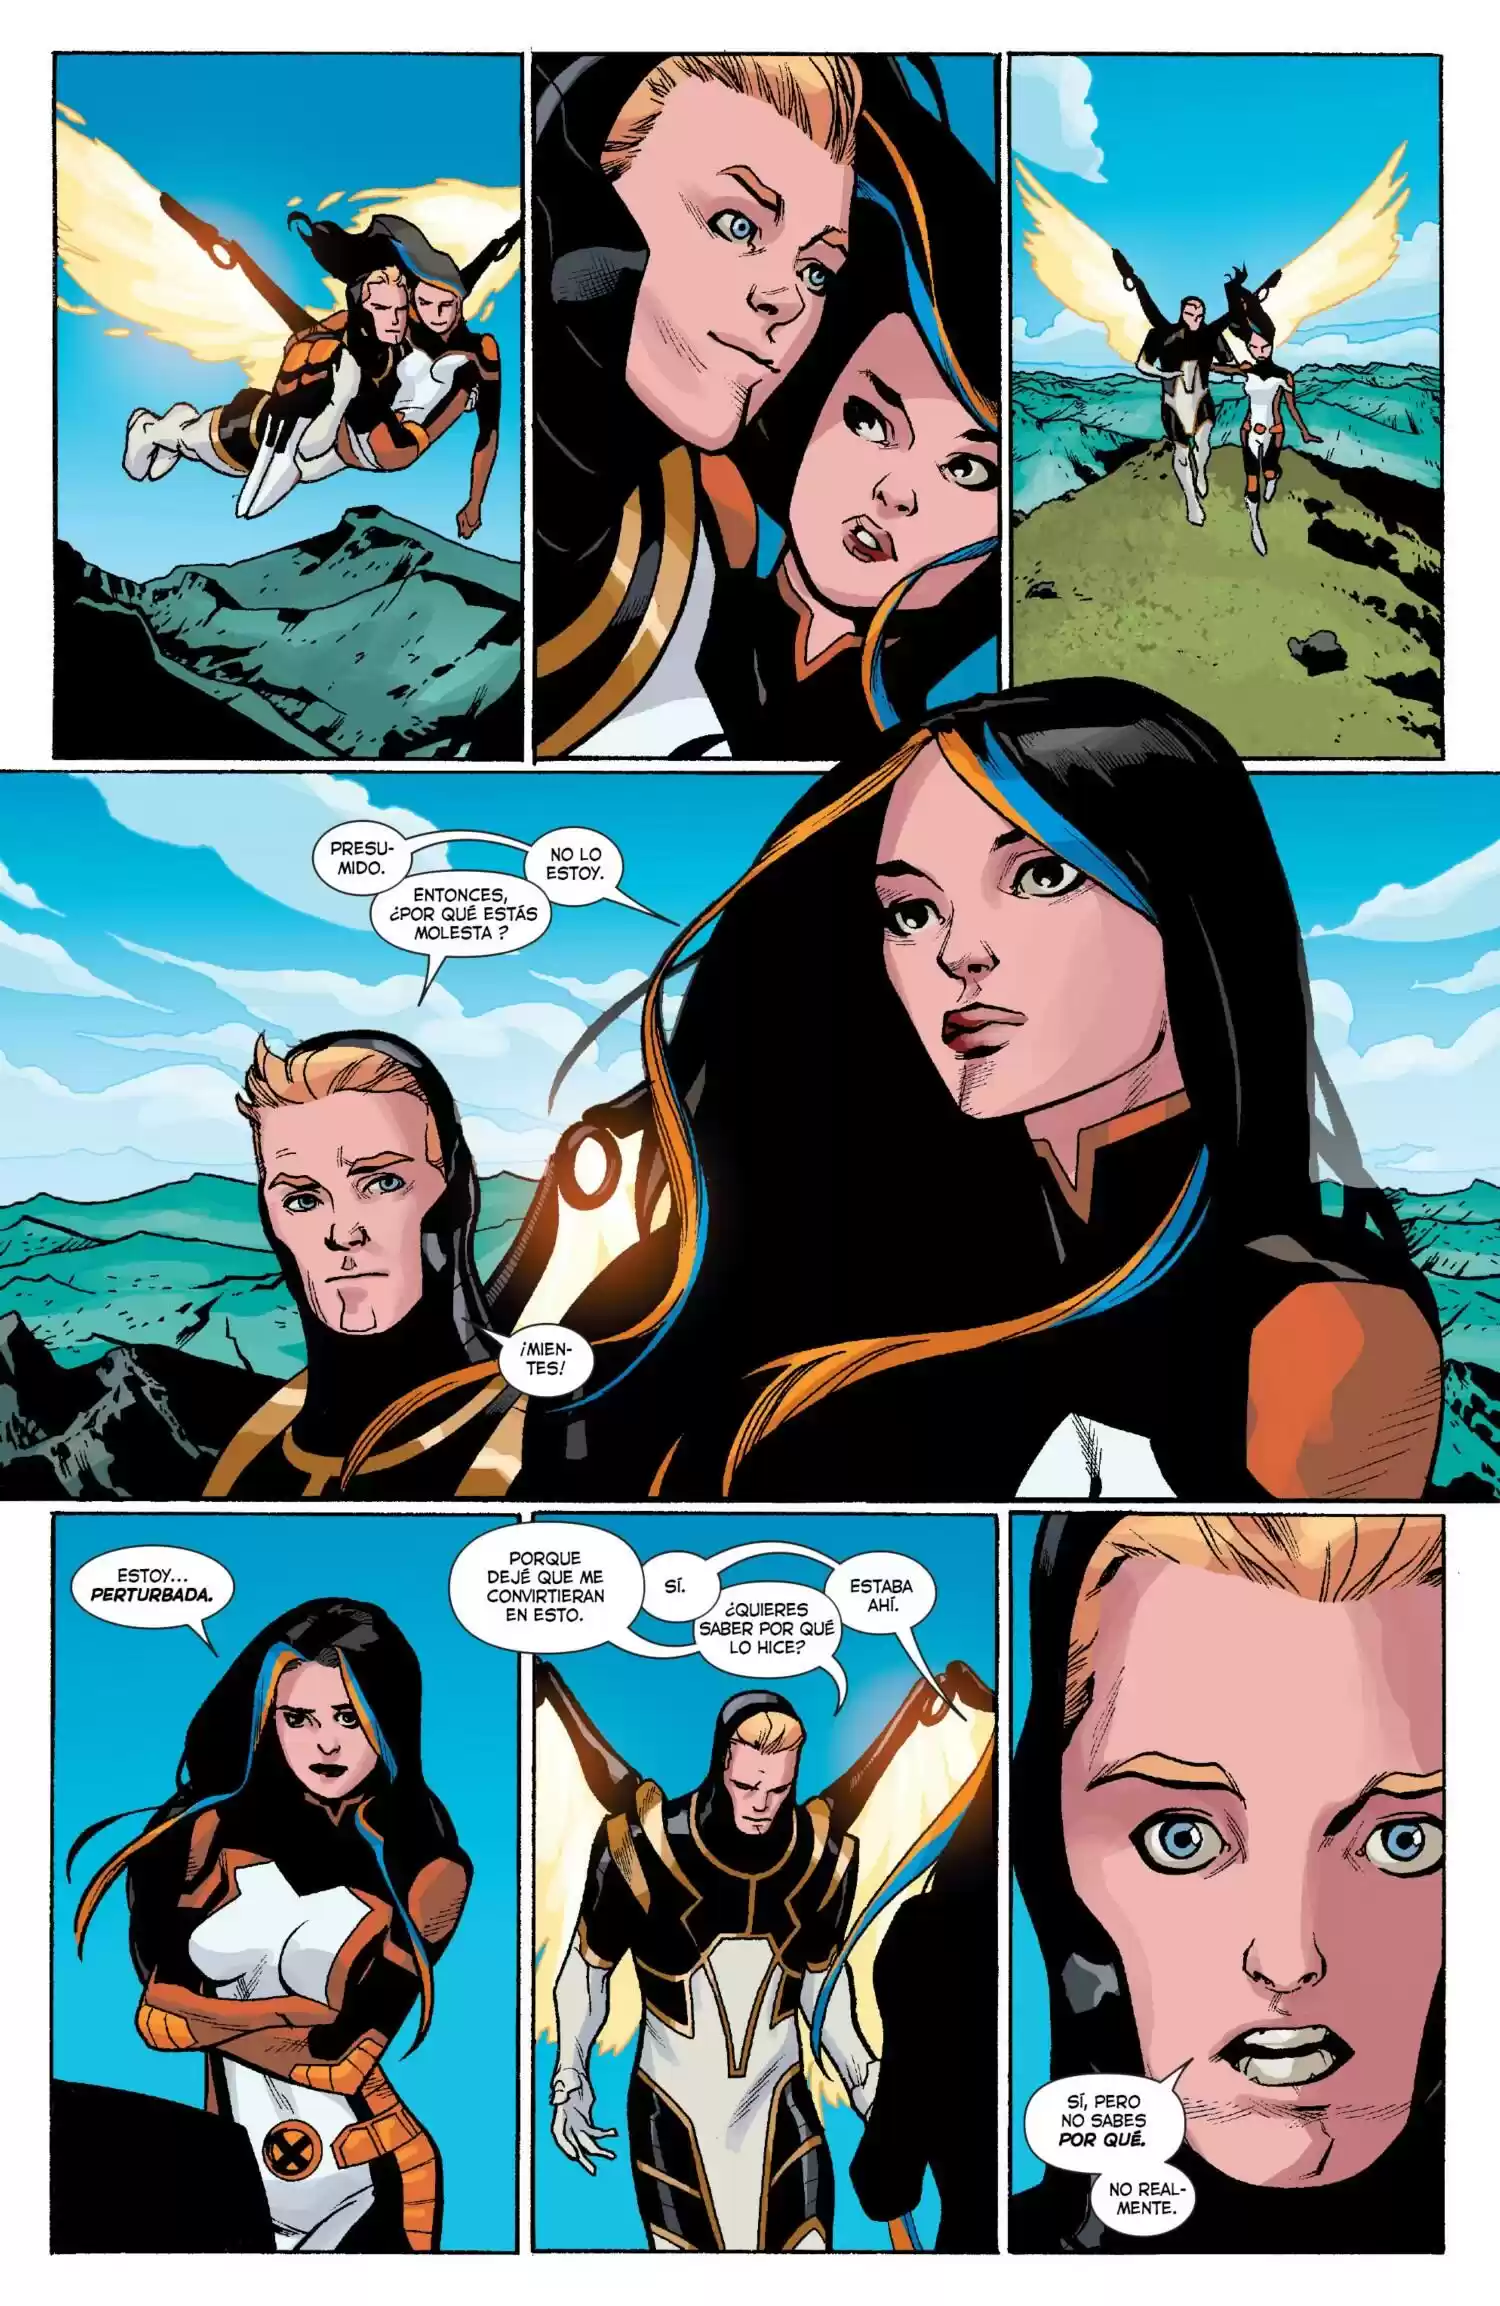 PRESU-
MIDO.
NO LO
ESTOY.
ENTONCES,
¿POR QUÉ ESTÁS
MOLESTA ?
¡MIEN-
TES!
ESTOY...
PERTURBADA.
PORQUE
DEJÉ QUE ME
CONVIRTIERAN
EN ESTO.
SÍ.
¿QUIERES
SABER POR QUÉ
LO HICE?
ESTABA
AHÍ.
SÍ, PERO
NO SABES
POR QUÉ.
NO REAL-
MENTE.